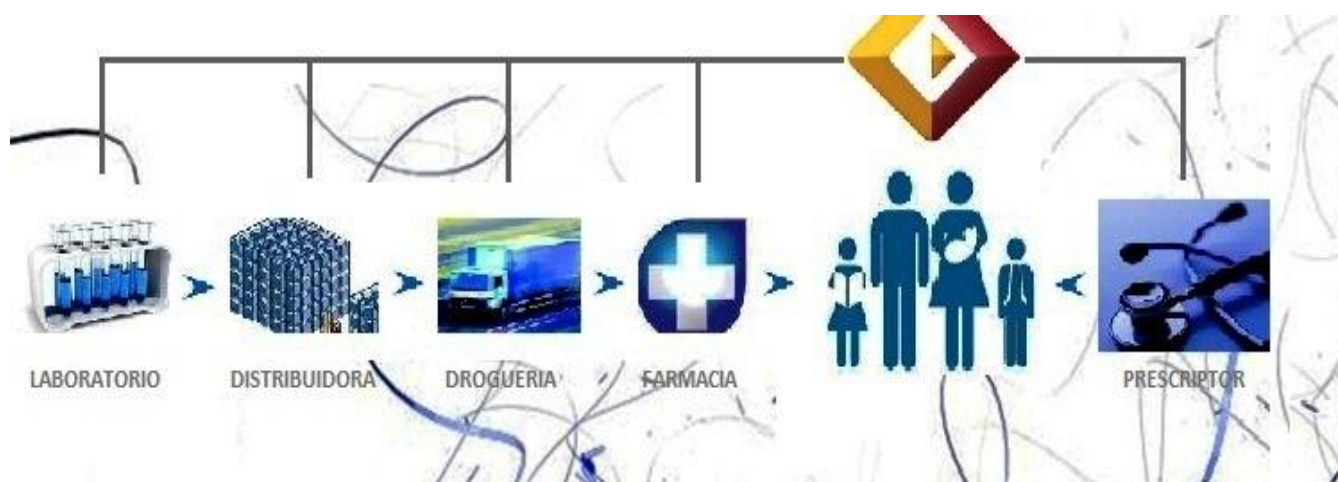 LABORATORIO
DISTRIBUIDORA
DROGUERIA
FARMACIA
PRESCRIPTOR